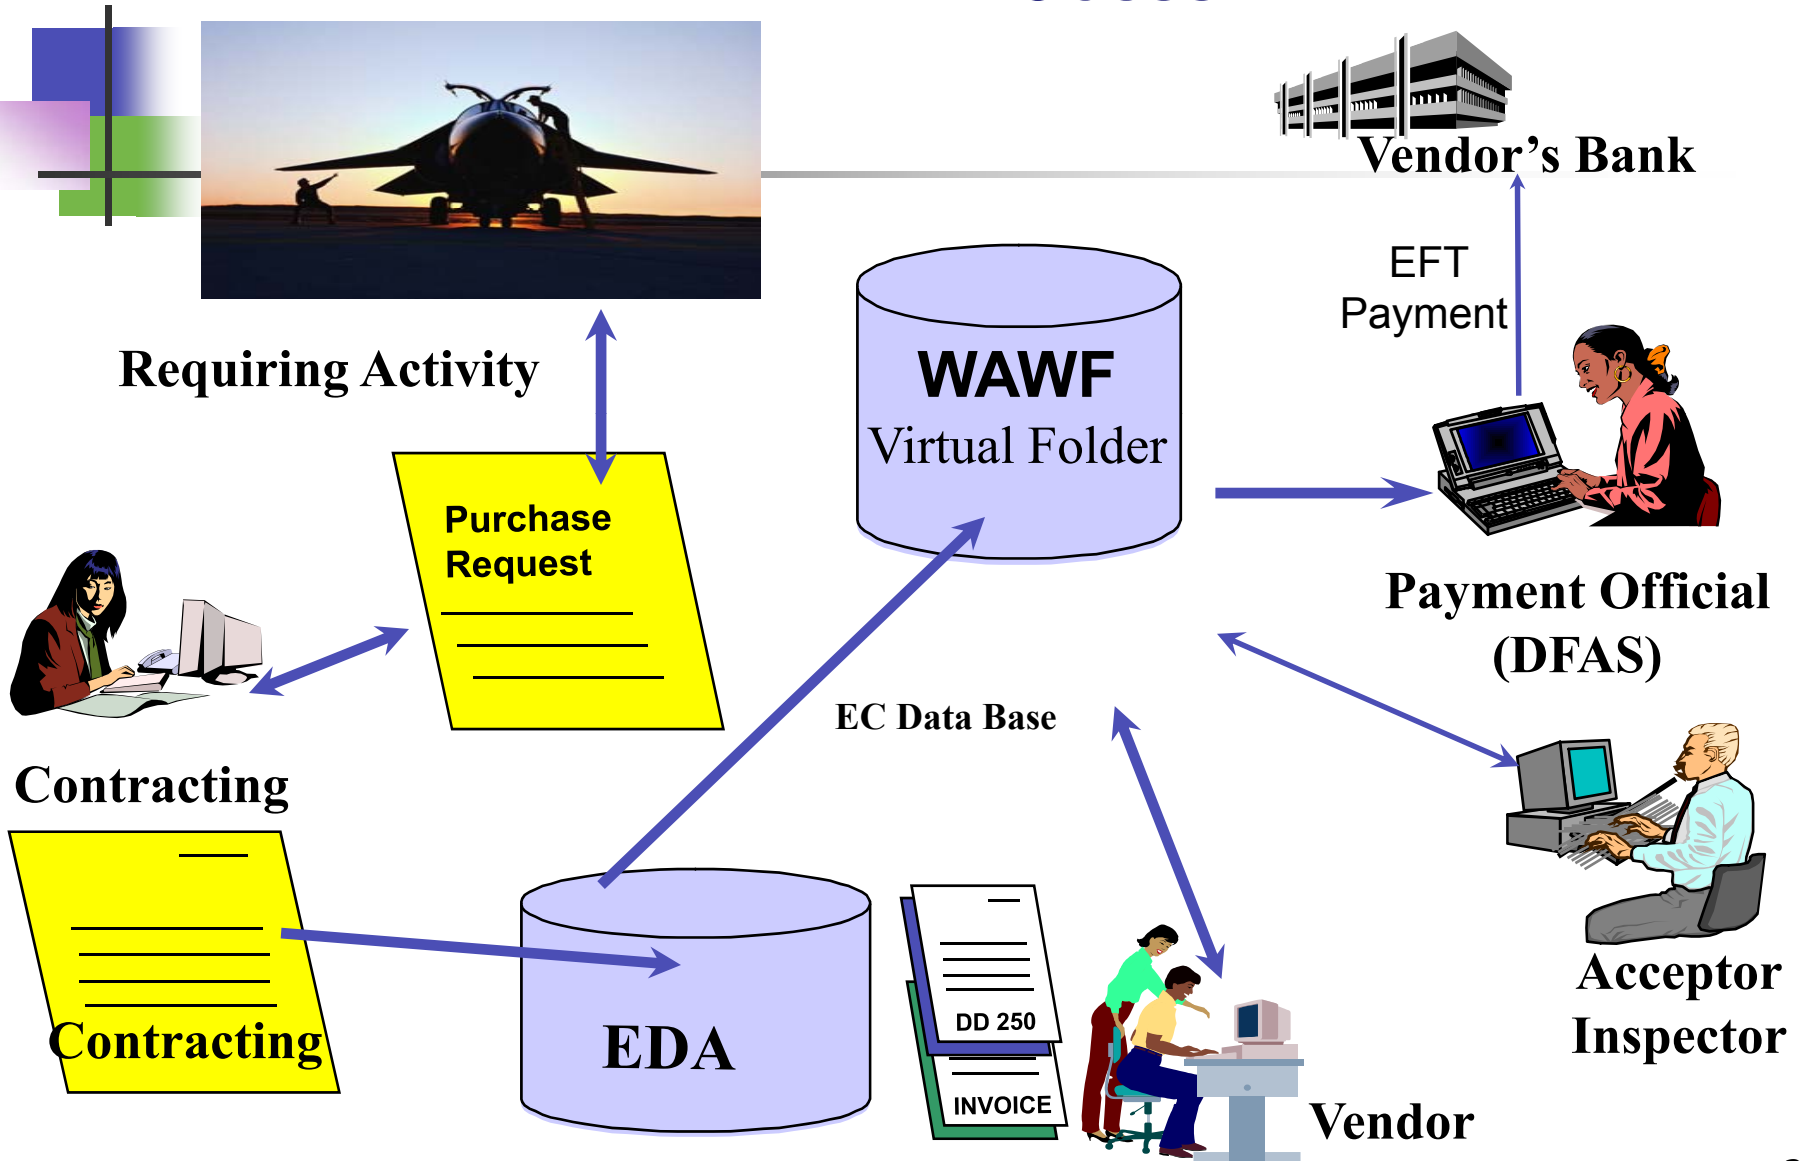 Vendor’s Bank
EFT
Payment
Requiring Activity
WAWF
Virtual Folder
Purchase
Request
Payment Official
(DFAS)
EC Data Base
Contracting
Contracting
EDA
DD 250
INVOICE
Acceptor
Inspector
Vendor